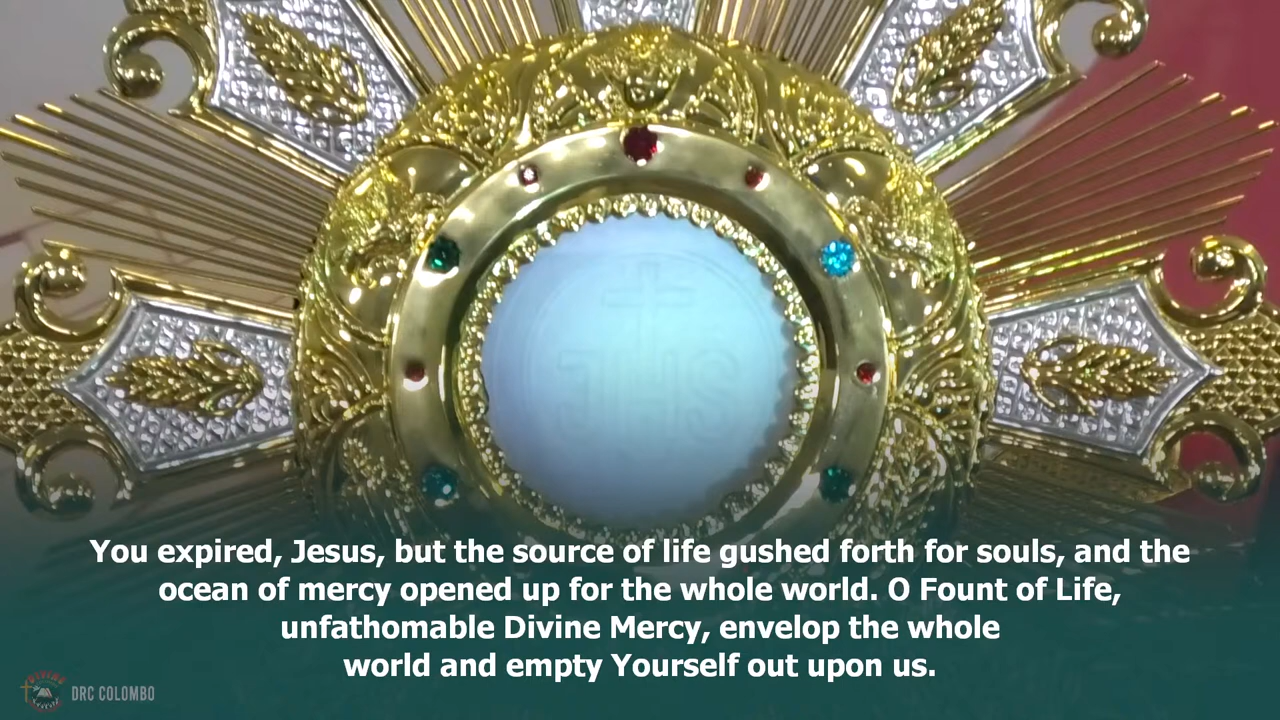 JHS
You expired, Jesus, but the source of life gushed forth for souls, and the
ocean of mercy opened up for the whole world. O Fount of Life,
unfathomable Divine Mercy, envelop the whole
world and empty Yourself out upon us.
DIVINE
DRC COLOMBO